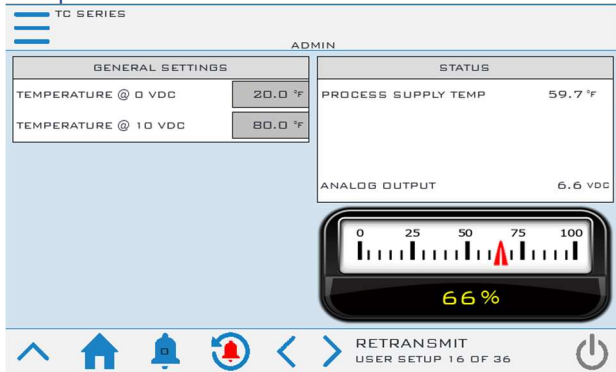 TC SERIES
ADMIN
GENERAL SETTINGS
TEMPERATURE @ 0 VDC 20.0 °F
TEMPERATURE @ 10 VDC 80.0 °F
STATUS
PROCESS SUPPLY TEMP 59.7 °F
ANALOG OUTPUT 6.6 VDC
0 25 50 75 100
66%
0
RETRANSMIT
USER SETUP 16 OF 36